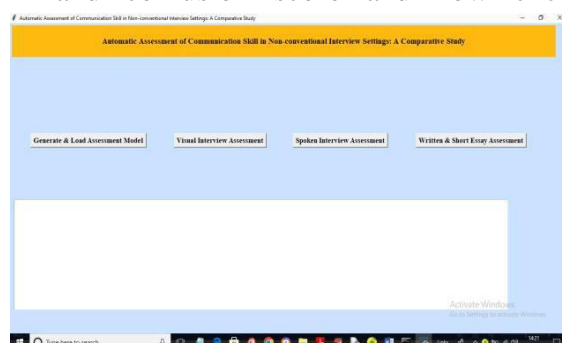 Automatic Assessment of Communication Skill in Non-conventional Interview Settings: A Comparative Study
Automatic Assessment of Communication Skill in Non-conventional Interview Settings: A Comparative Study
Generate & Load Assessment Model
Visual Interview Assessment
Spoken Interview Assessment
Written & Short Essay Assessment
Activate Windows
Go to Settings to activate Windows.
Type here to search
14:21